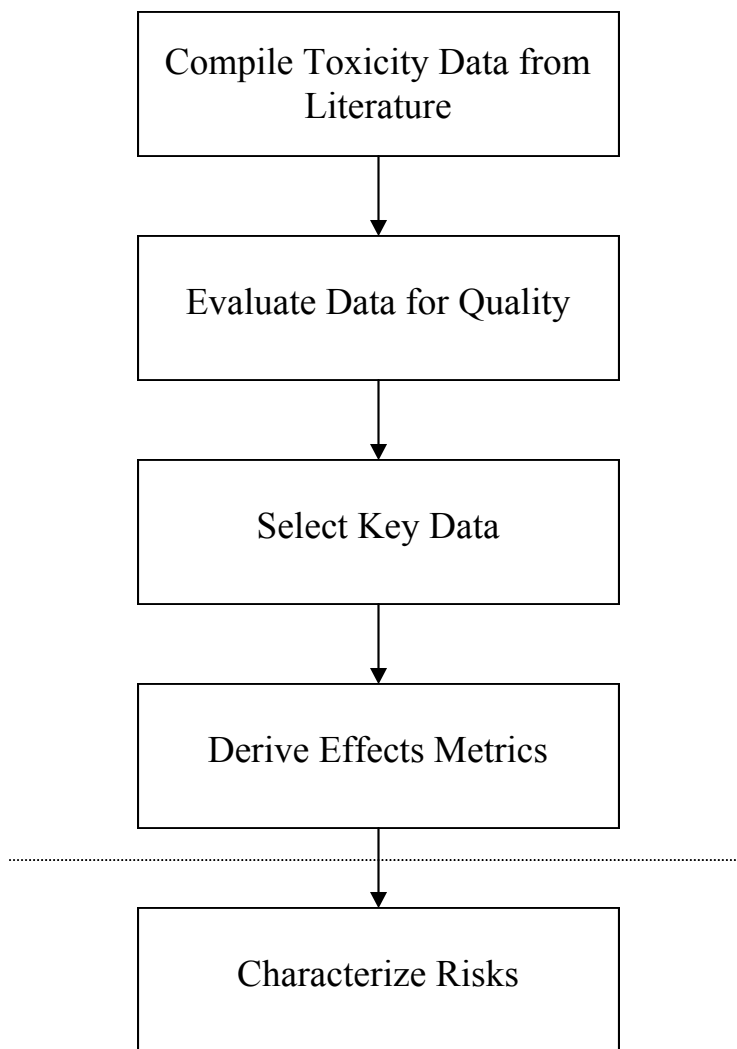 Compile Toxicity Data from
Literature
Evaluate Data for Quality
Select Key Data
Derive Effects Metrics
Characterize Risks